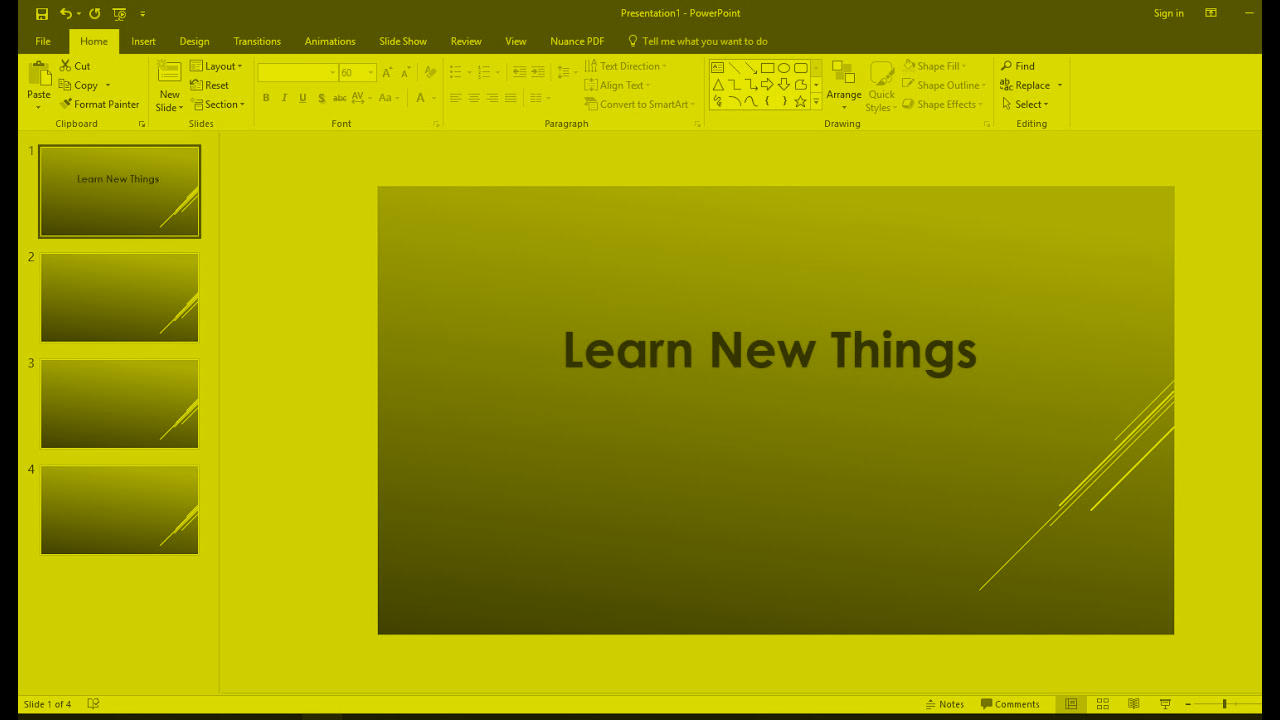 Presentation1 - PowerPoint
Sign in
File Home Insert Design Transitions Animations Slide Show Review View Nuance PDF Tell me what you want to do
Paste
Cut
Copy
Format Painter
Clipboard
New Slide
Layout
Reset
Section
Slides
60
B I U S abc AV Aa A
Font
Text Direction
Align Text
Convert to SmartArt
Paragraph
Arrange
Quick Styles
Shape Fill
Shape Outline
Shape Effects
Drawing
Find
Replace
Select
Editing
1
Learn New Things
2
3
4
Learn New Things
Slide 1 of 4
Notes
Comments